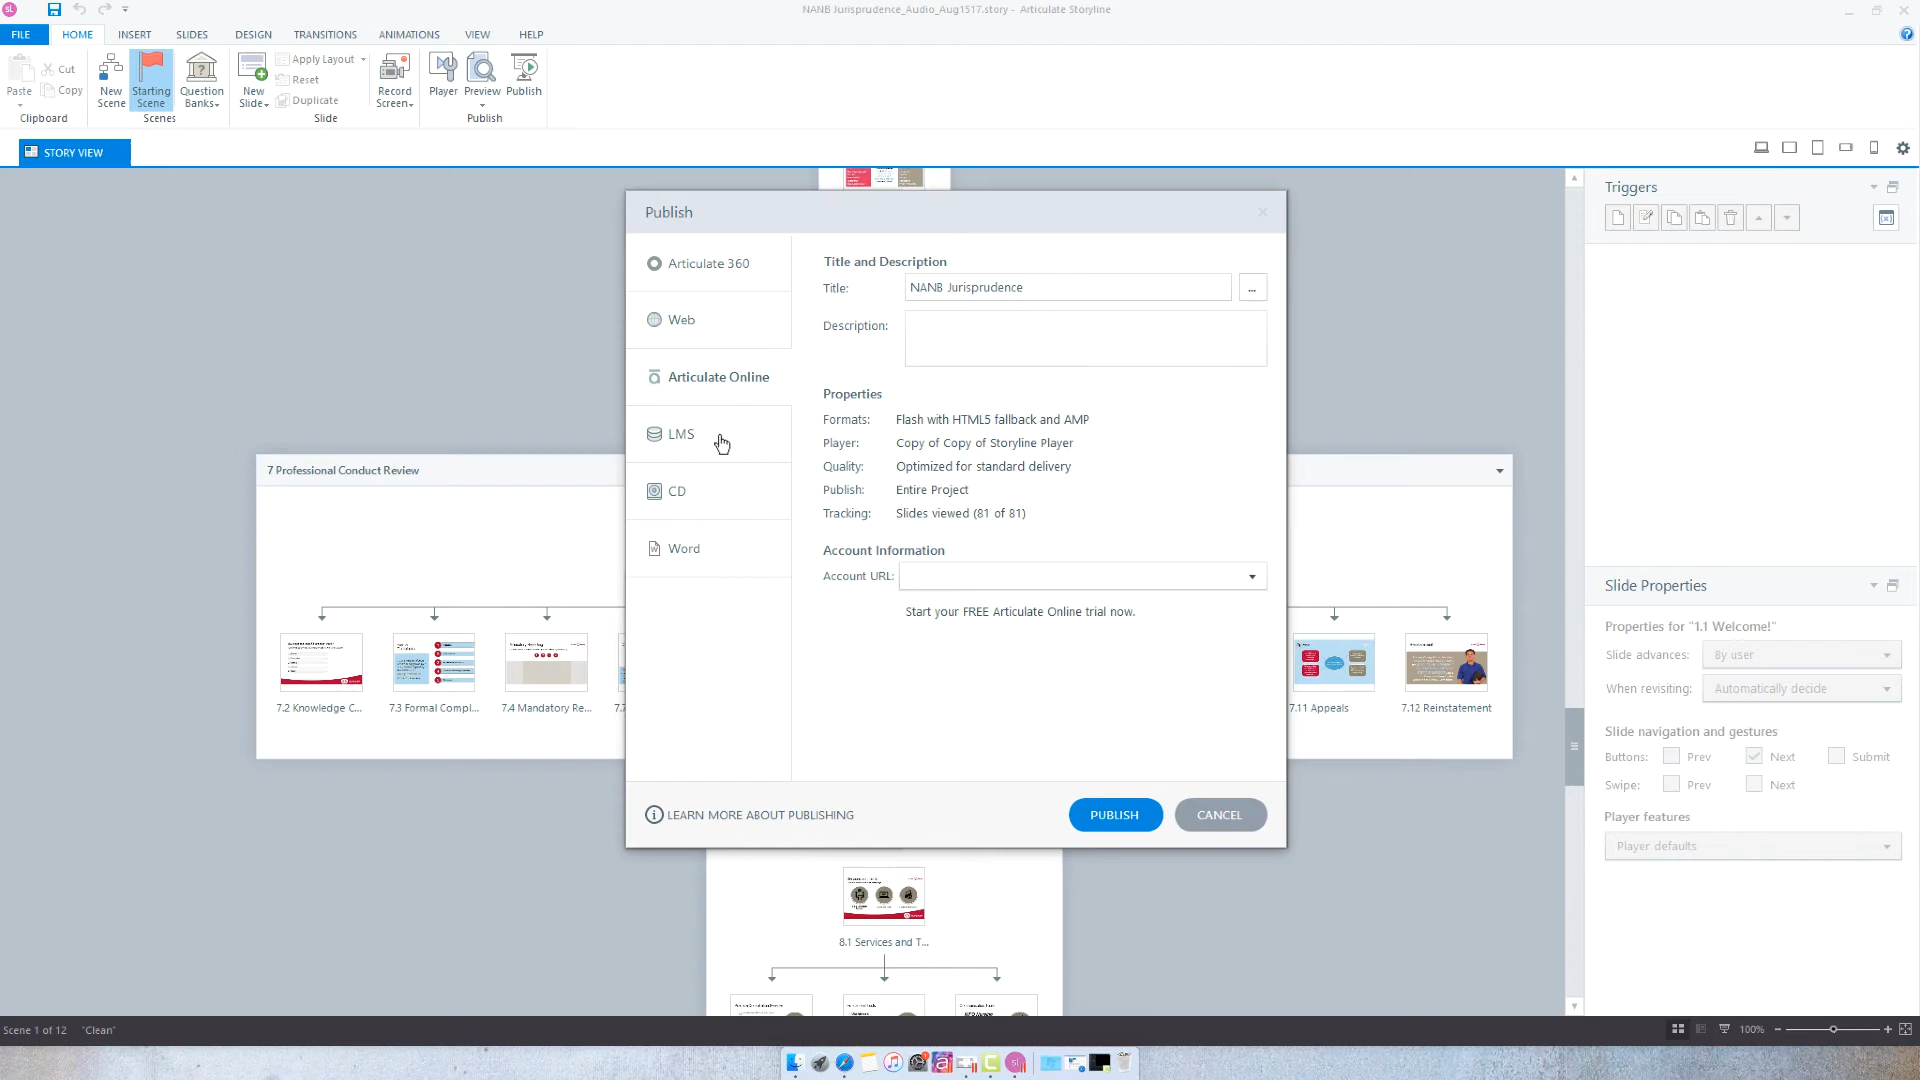 NANB Jurisprudence_Audio_Aug1517.story - Articulate Storyline
FILE HOME INSERT SLIDES DESIGN TRANSITIONS ANIMATIONS VIEW HELP
Paste Cut Copy
Clipboard
New Scene Starting Scene Question Banks
Scenes
New Slide Apply Layout Reset Duplicate
Slide
Record Screen
Player Preview Publish
Publish
STORY VIEW
Publish
Articulate 360
Web
Articulate Online
LMS
CD
Word
Title and Description
Title: NANB Jurisprudence ...
Description:
Properties
Formats: Flash with HTML5 fallback and AMP
Player: Copy of Copy of Storyline Player
Quality: Optimized for standard delivery
Publish: Entire Project
Tracking: Slides viewed (81 of 81)
Account Information
Account URL:
Start your FREE Articulate Online trial now.
LEARN MORE ABOUT PUBLISHING PUBLISH CANCEL
7 Professional Conduct Review
7.2 Knowledge C... 7.3 Formal Compl... 7.4 Mandatory Re... 7.11 Appeals 7.12 Reinstatement
8.1 Services and T...
Triggers
Slide Properties
Properties for "1.1 Welcome!"
Slide advances: By user
When revisiting: Automatically decide
Slide navigation and gestures
Buttons: Prev Next Submit
Swipe: Prev Next
Player features
Player defaults
Scene 1 of 12 "Clean" 100%